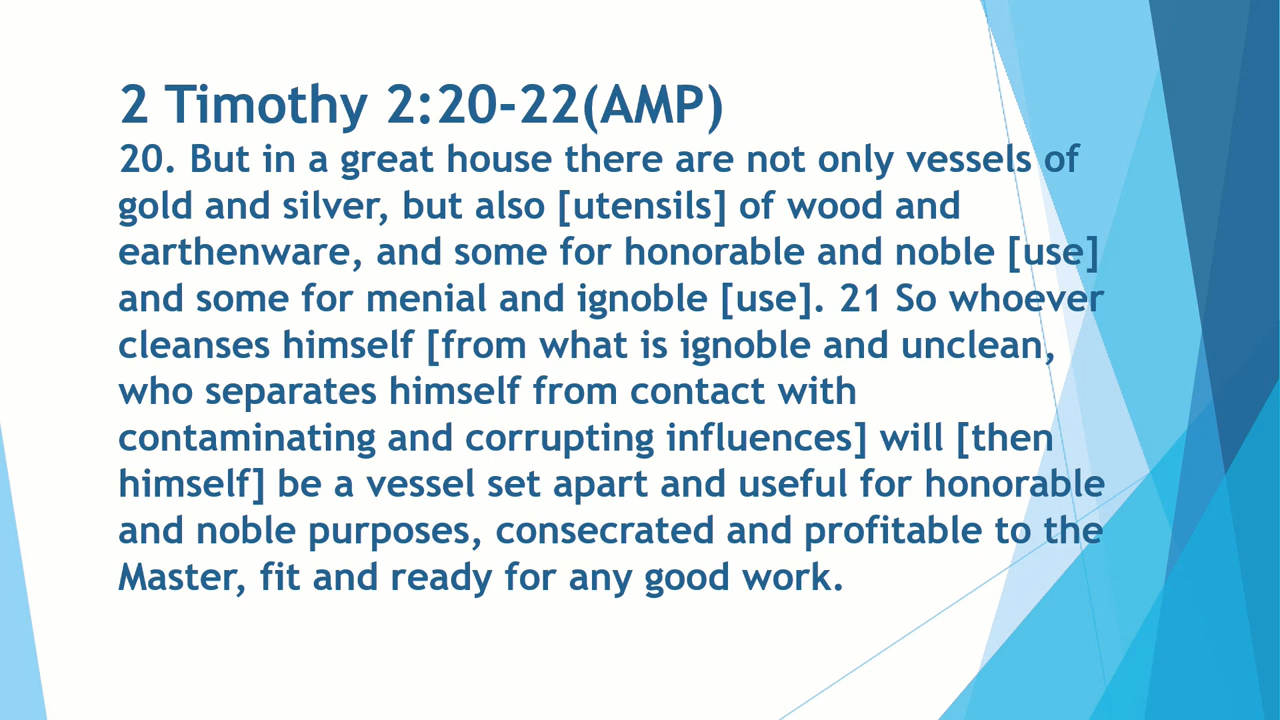 2 Timothy 2:20-22(AMP)
20. But in a great house there are not only vessels of
gold and silver, but also [utensils] of wood and
earthenware, and some for honorable and noble [use]
and some for menial and ignoble [use]. 21 So whoever
cleanses himself [from what is ignoble and unclean,
who separates himself from contact with
contaminating and corrupting influences] will [then
himself] be a vessel set apart and useful for honorable
and noble purposes, consecrated and profitable to the
Master, fit and ready for any good work.